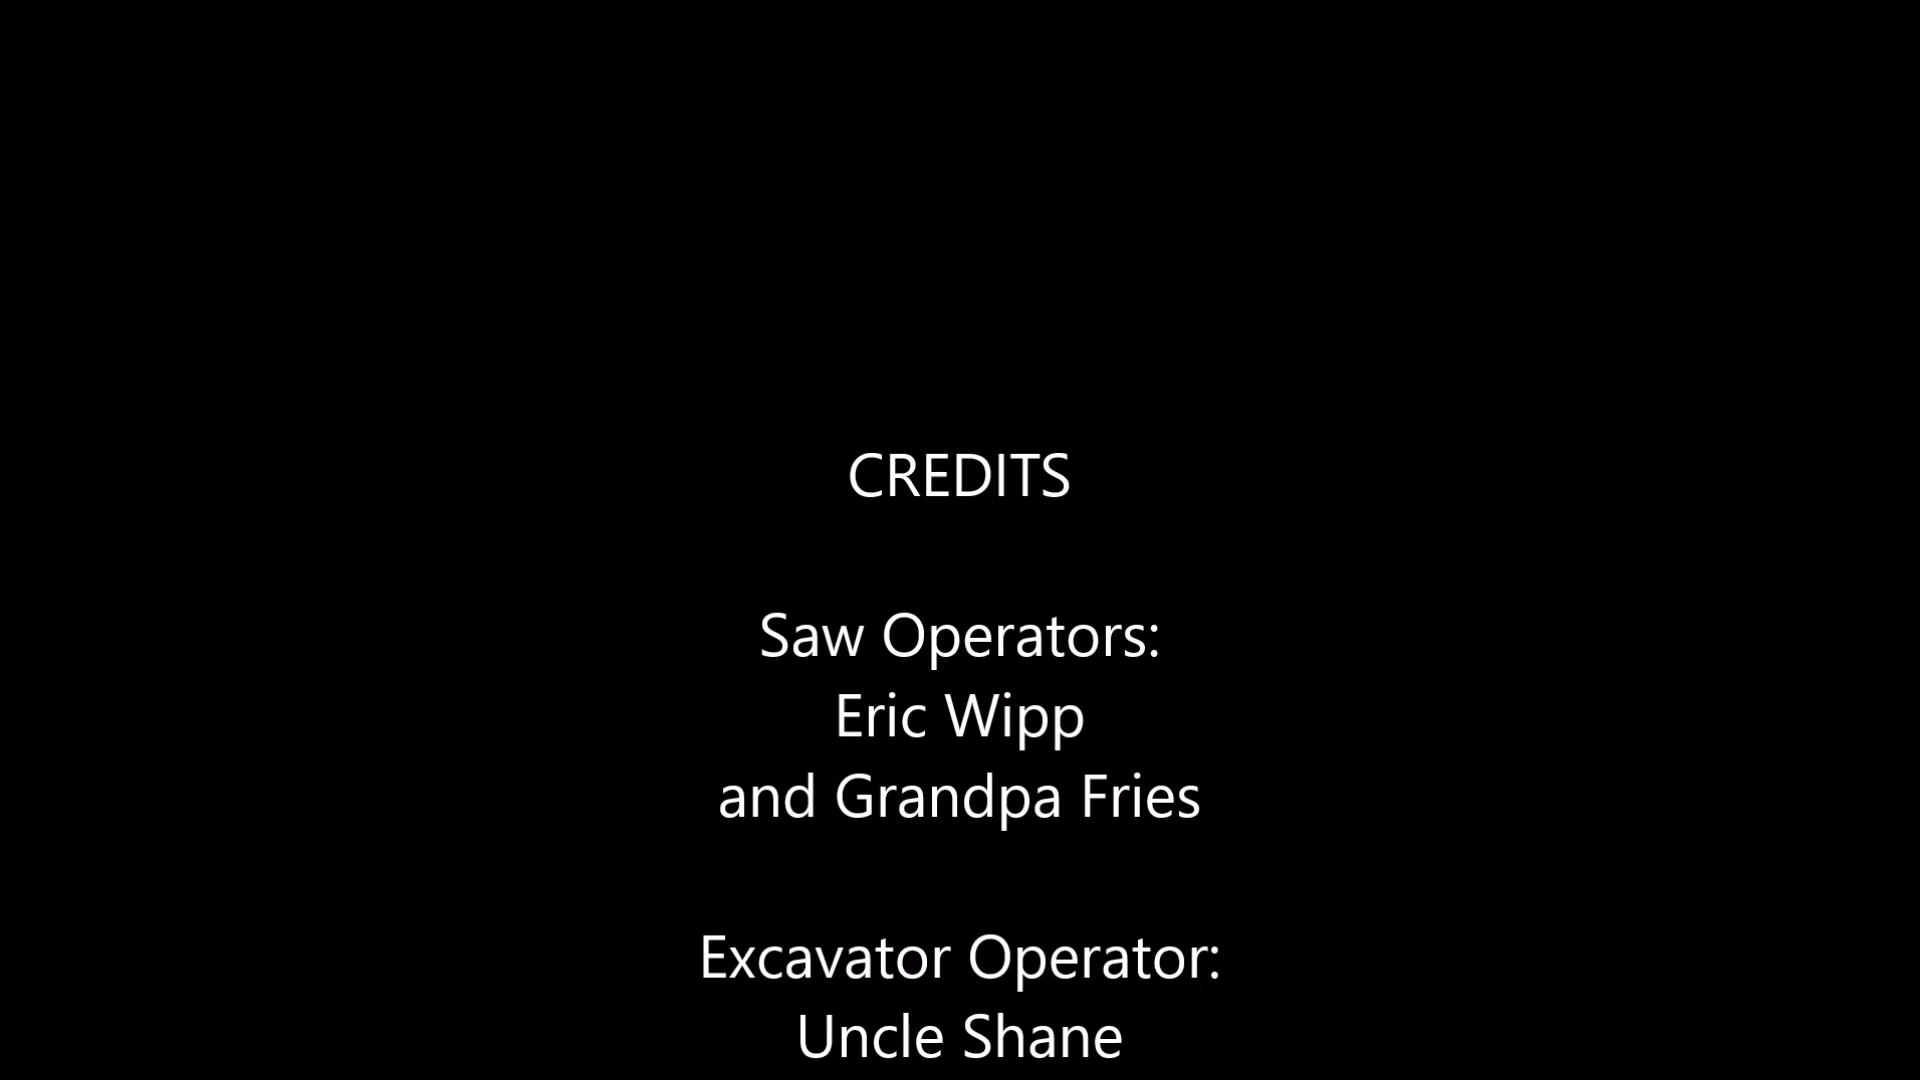 CREDITS
Saw Operators:
Eric Wipp
and Grandpa Fries
Excavator Operator:
Uncle Shane